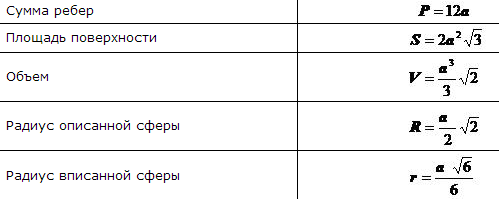 Сумма ребер P = 12a
Площадь поверхности S = 2a²√3
Объем V = a³/3 √2
Радиус описанной сферы R = a/2 √2
Радиус вписанной сферы r = a √6/6